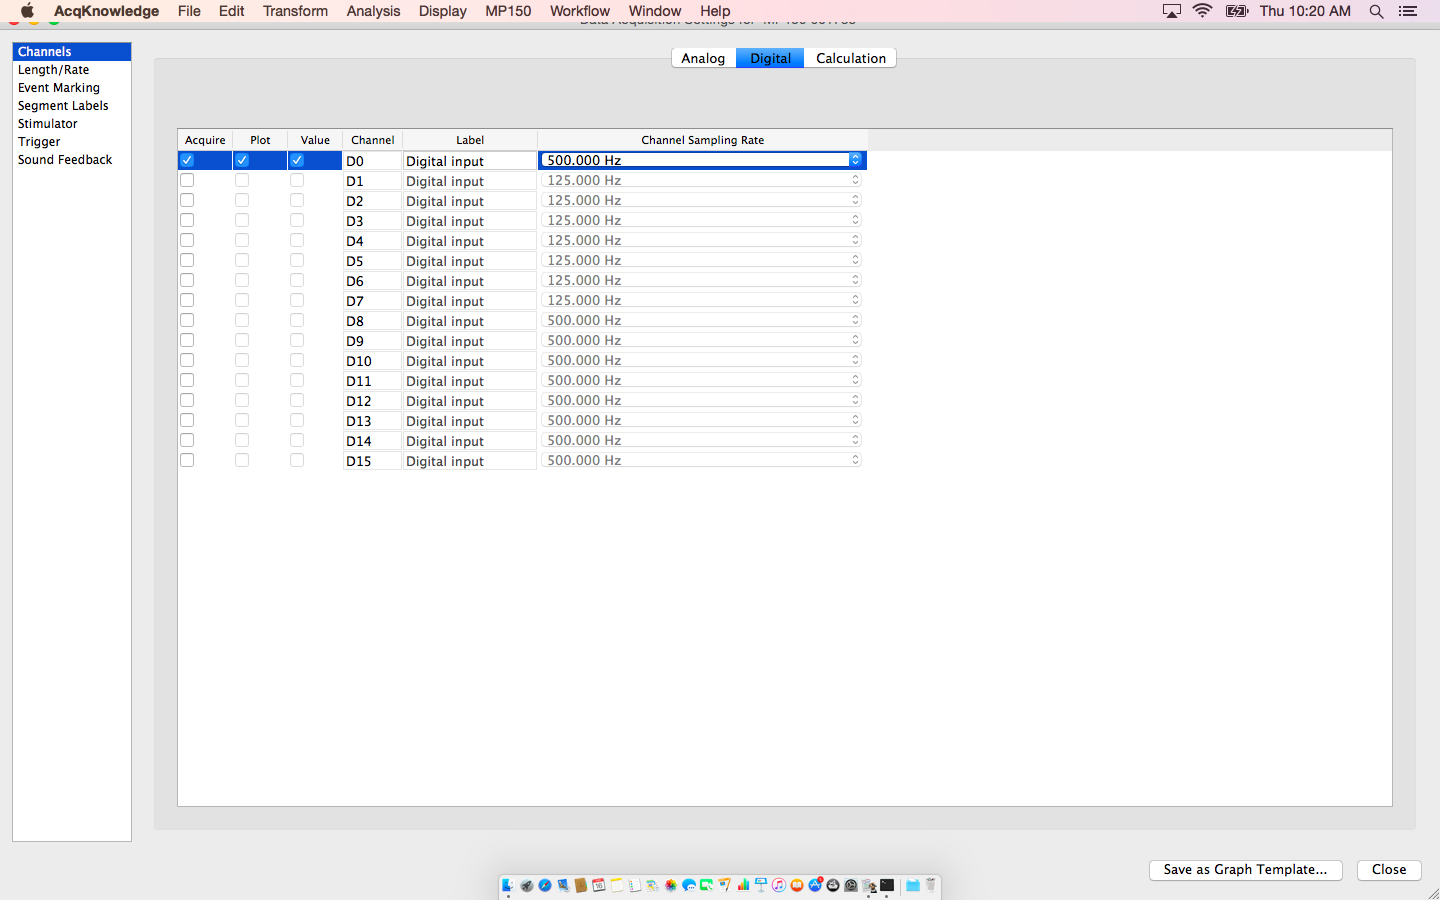 AcqKnowledge File Edit Transform Analysis Display MP150 Workflow Window Help Thu 10:20 AM
Channels
Length/Rate
Event Marking
Segment Labels
Stimulator
Trigger
Sound Feedback
Analog Digital Calculation
Acquire Plot Value Channel Label Channel Sampling Rate
D0 Digital input 500.000 Hz
D1 Digital input 125.000 Hz
D2 Digital input 125.000 Hz
D3 Digital input 125.000 Hz
D4 Digital input 125.000 Hz
D5 Digital input 125.000 Hz
D6 Digital input 125.000 Hz
D7 Digital input 125.000 Hz
D8 Digital input 500.000 Hz
D9 Digital input 500.000 Hz
D10 Digital input 500.000 Hz
D11 Digital input 500.000 Hz
D12 Digital input 500.000 Hz
D13 Digital input 500.000 Hz
D14 Digital input 500.000 Hz
D15 Digital input 500.000 Hz
Save as Graph Template... Close